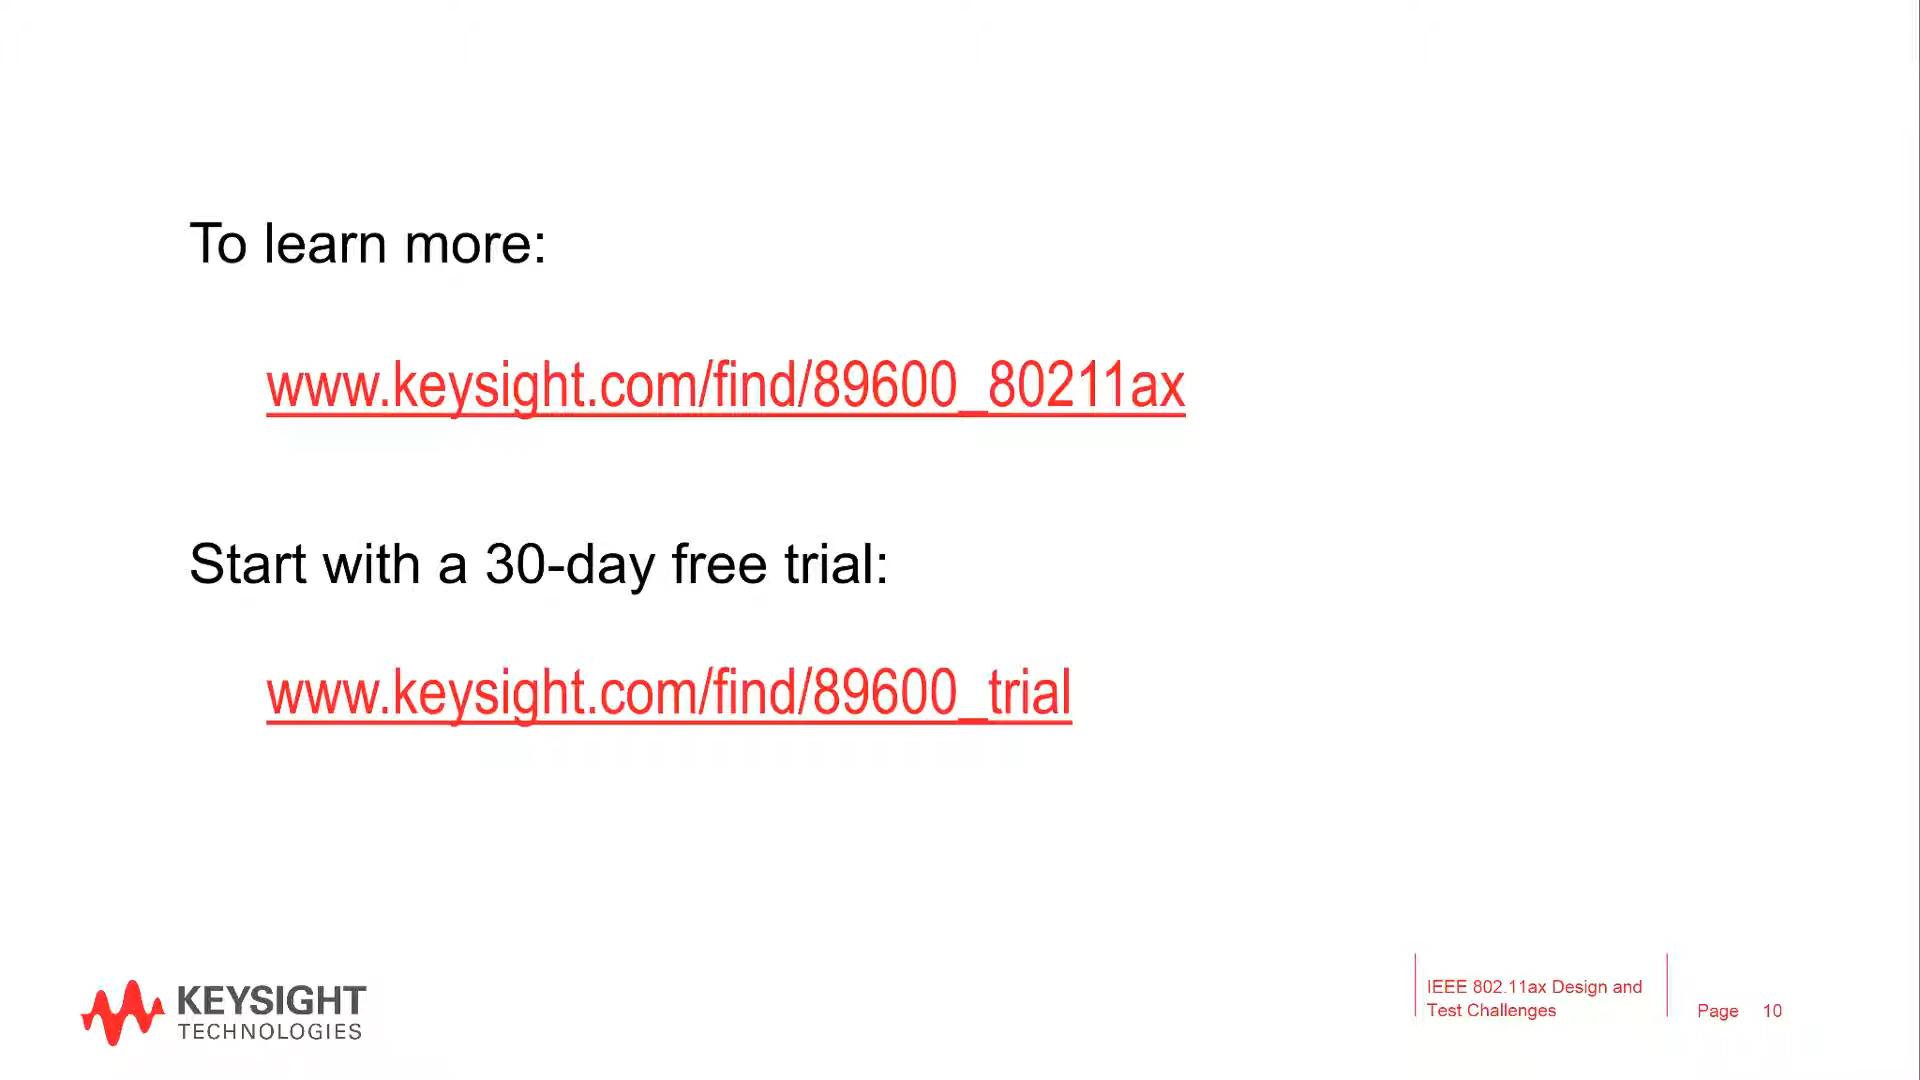 To learn more:
www.keysight.com/find/89600_80211ax
Start with a 30-day free trial:
www.keysight.com/find/89600_trial
KEYSIGHT
TECHNOLOGIES
IEEE 802.11ax Design and
Test Challenges
Page 10